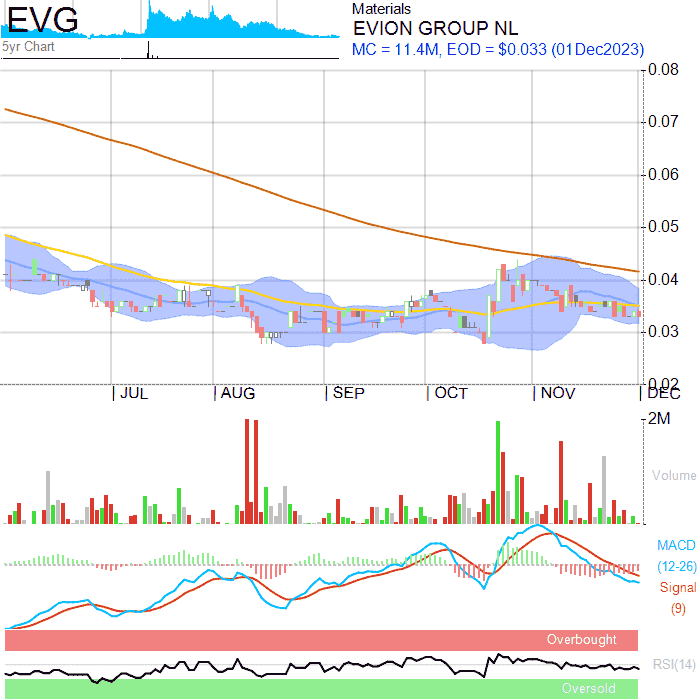 EVG
Materials
EVION GROUP NL
5yr Chart
MC = 11.4M, EOD = $0.033 (01Dec2023)
0.08
0.07
0.06
0.05
0.04
0.03
0.02
JUL AUG SEP OCT NOV DEC
2M
Volume
MACD
(12-26)
Signal
(9)
Overbought
RSI(14)
Oversold